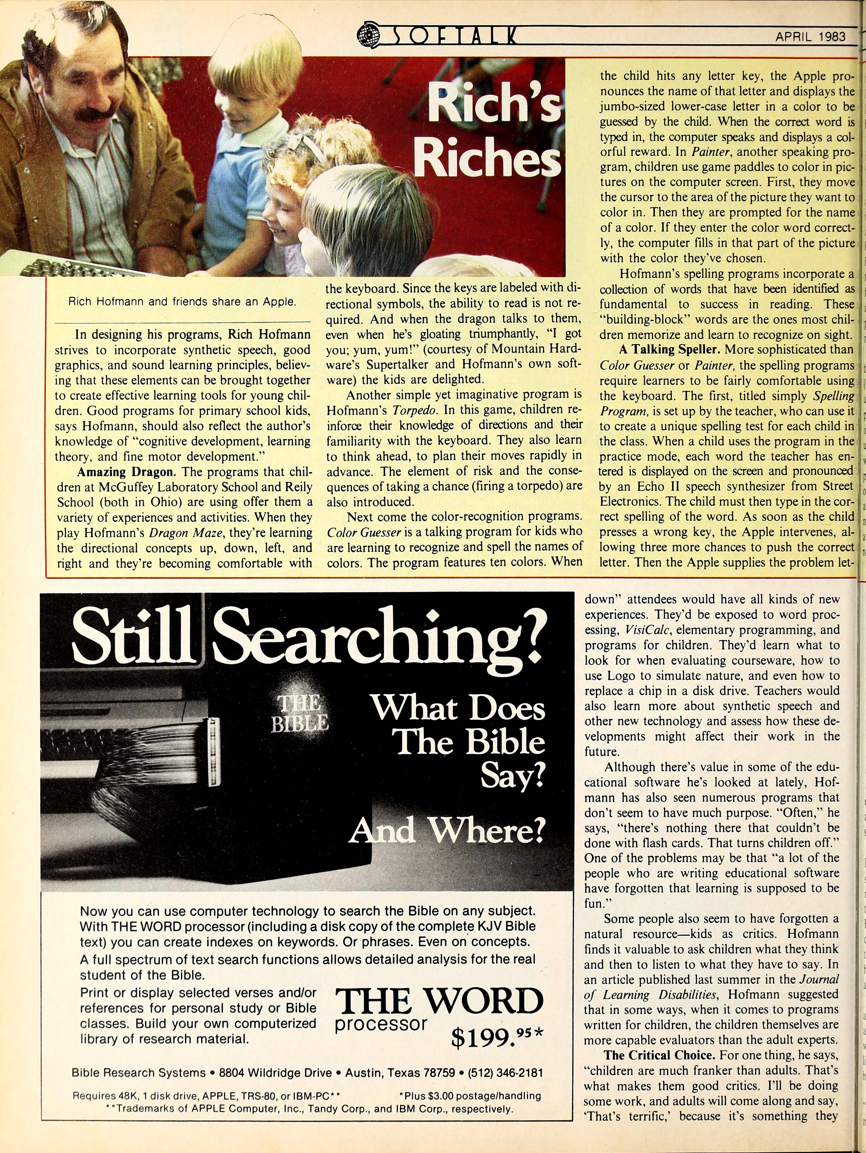 SOFTALK
APRIL 1983
Rich's
Riches
Rich Hofmann and friends share an Apple.
In designing his programs, Rich Hofmann
strives to incorporate synthetic speech, good
graphics, and sound learning principles, believ-
ing that these elements can be brought together
to create effective learning tools for young chil-
dren. Good programs for primary school kids,
says Hofmann, should also reflect the author's
knowledge of "cognitive development, learning
theory, and fine motor development."
Amazing Dragon. The programs that chil-
dren at McGuffey Laboratory School and Reily
School (both in Ohio) are using offer them a
variety of experiences and activities. When they
play Hofmann's Dragon Maze, they're learning
the directional concepts up, down, left, and
right and they're becoming comfortable with
the keyboard. Since the keys are labeled with di-
rectional symbols, the ability to read is not re-
quired. And when the dragon talks to them,
even when he's gloating triumphantly, "I got
you; yum, yum!" (courtesy of Mountain Hard-
ware's Supertalker and Hofmann's own soft-
ware) the kids are delighted.
Another simple yet imaginative program is
Hofmann's Torpedo. In this game, children re-
inforce their knowledge of directions and their
familiarity with the keyboard. They also learn
to think ahead, to plan their moves rapidly in
advance. The element of risk and the conse-
quences of taking a chance (firing a torpedo) are
also introduced.
Next come the color-recognition programs.
Color Guesser is a talking program for kids who
are learning to recognize and spell the names of
colors. The program features ten colors. When
the child hits any letter key, the Apple pro-
nounces the name of that letter and displays the
jumbo-sized lower-case letter in a color to be
guessed by the child. When the correct word is
typed in, the computer speaks and displays a col-
orful reward. In Painter, another speaking pro-
gram, children use game paddles to color in pic-
tures on the computer screen. First, they move
the cursor to the area of the picture they want to
color in. Then they are prompted for the name
of a color. If they enter the color word correct-
ly, the computer fills in that part of the picture
with the color they've chosen.
Hofmann's spelling programs incorporate a
collection of words that have been identified as
fundamental to success in reading. These
"building-block" words are the ones most chil-
dren memorize and learn to recognize on sight.
A Talking Speller. More sophisticated than
Color Guesser or Painter, the spelling programs
require learners to be fairly comfortable using
the keyboard. The first, titled simply Spelling
Program, is set up by the teacher, who can use it
to create a unique spelling test for each child in
the class. When a child uses the program in the
practice mode, each word the teacher has en-
tered is displayed on the screen and pronounced
by an Echo II speech synthesizer from Street
Electronics. The child must then type in the cor-
rect spelling of the word. As soon as the child
presses a wrong key, the Apple intervenes, al-
lowing three more chances to push the correct
letter. Then the Apple supplies the problem let-
Still Searching?
THE
BIBLE
What Does
The Bible
Say?
And Where?
Now you can use computer technology to search the Bible on any subject.
With THE WORD processor (including a disk copy of the complete KJV Bible
text) you can create indexes on keywords. Or phrases. Even on concepts.
A full spectrum of text search functions allows detailed analysis for the real
student of the Bible.
Print or display selected verses and/or
references for personal study or Bible
classes. Build your own computerized
library of research material.
THE WORD
processor
$199.95*
Bible Research Systems • 8804 Wildridge Drive • Austin, Texas 78759 • (512) 346-2181
Requires 48K, 1 disk drive, APPLE, TRS-80, or IBM-PC** *Plus $3.00 postage/handling
**Trademarks of APPLE Computer, Inc., Tandy Corp., and IBM Corp., respectively.
down" attendees would have all kinds of new
experiences. They'd be exposed to word proc-
essing, VisiCalc, elementary programming, and
programs for children. They'd learn what to
look for when evaluating courseware, how to
use Logo to simulate nature, and even how to
replace a chip in a disk drive. Teachers would
also learn more about synthetic speech and
other new technology and assess how these de-
velopments might affect their work in the
future.
Although there's value in some of the edu-
cational software he's looked at lately, Hof-
mann has also seen numerous programs that
don't seem to have much purpose. "Often," he
says, "there's nothing there that couldn't be
done with flash cards. That turns children off."
One of the problems may be that "a lot of the
people who are writing educational software
have forgotten that learning is supposed to be
fun."
Some people also seem to have forgotten a
natural resource—kids as critics. Hofmann
finds it valuable to ask children what they think
and then to listen to what they have to say. In
an article published last summer in the Journal
of Learning Disabilities, Hofmann suggested
that in some ways, when it comes to programs
written for children, the children themselves are
more capable evaluators than the adult experts.
The Critical Choice. For one thing, he says,
"children are much franker than adults. That's
what makes them good critics. I'll be doing
some work, and adults will come along and say,
'That's terrific,' because it's something they